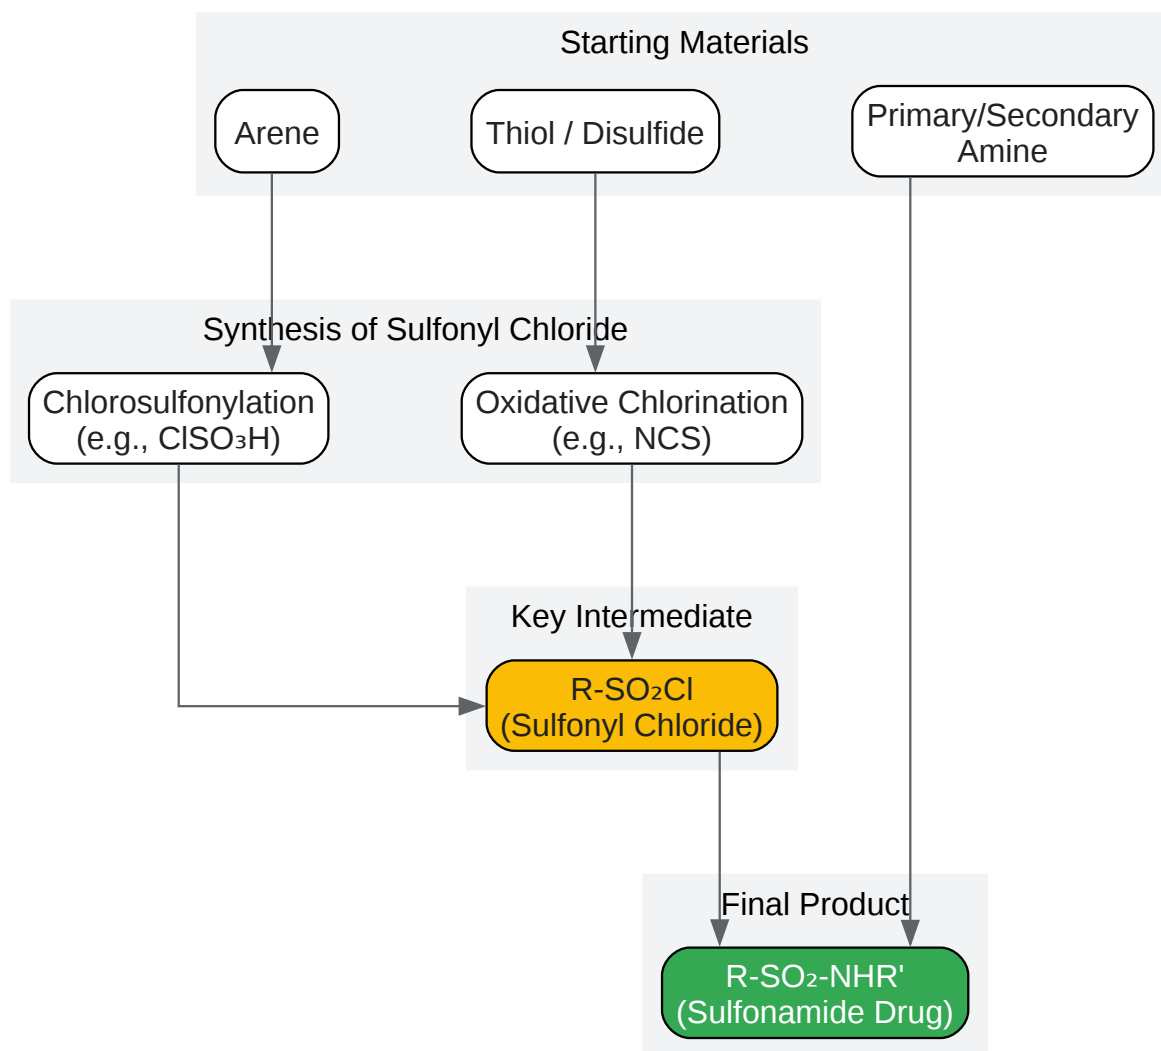 Starting Materials
Arene
Thiol / Disulfide
Primary/Secondary
Amine
Synthesis of Sulfonyl Chloride
Chlorosulfonylation
(e.g., ClSO₃H)
Oxidative Chlorination
(e.g., NCS)
Key Intermediate
R-SO₂Cl
(Sulfonyl Chloride)
Final Product
R-SO₂-NHR'
(Sulfonamide Drug)